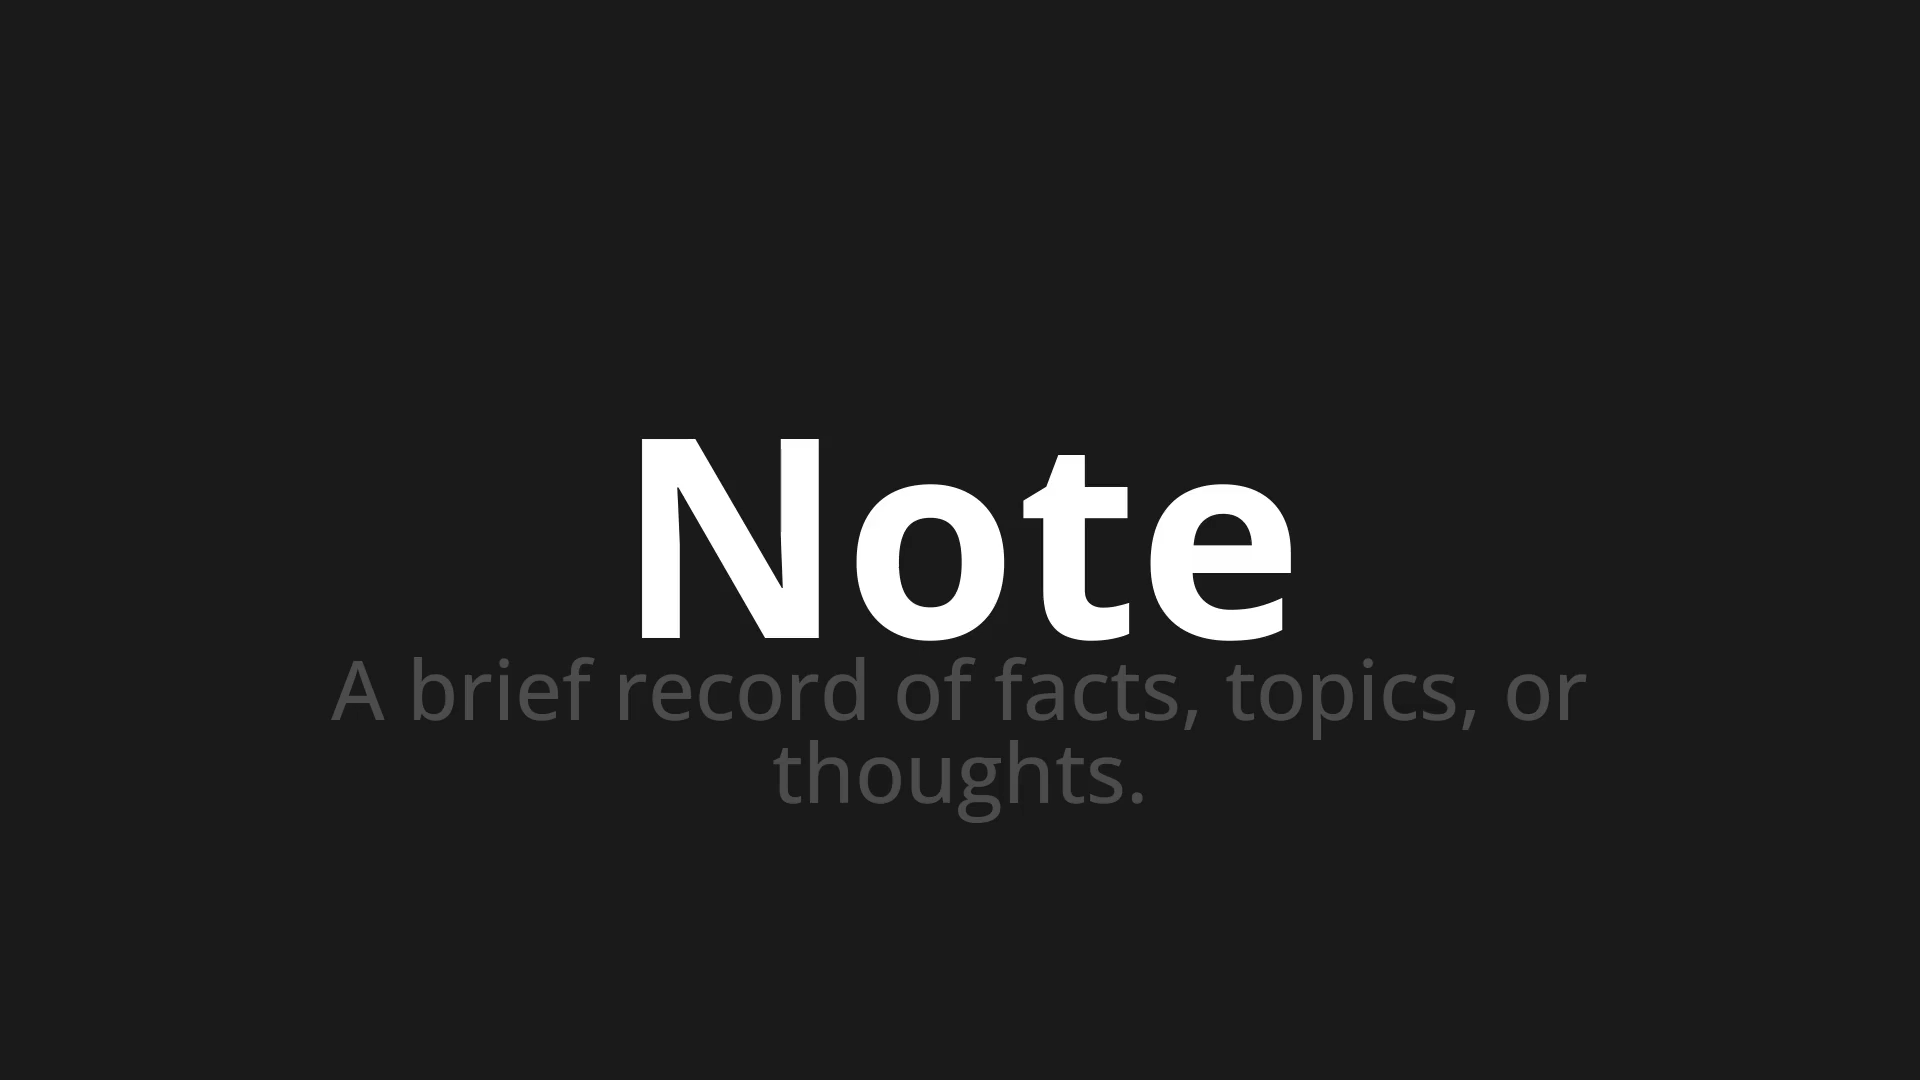 Note
A brief record of facts, topics, or
thoughts.